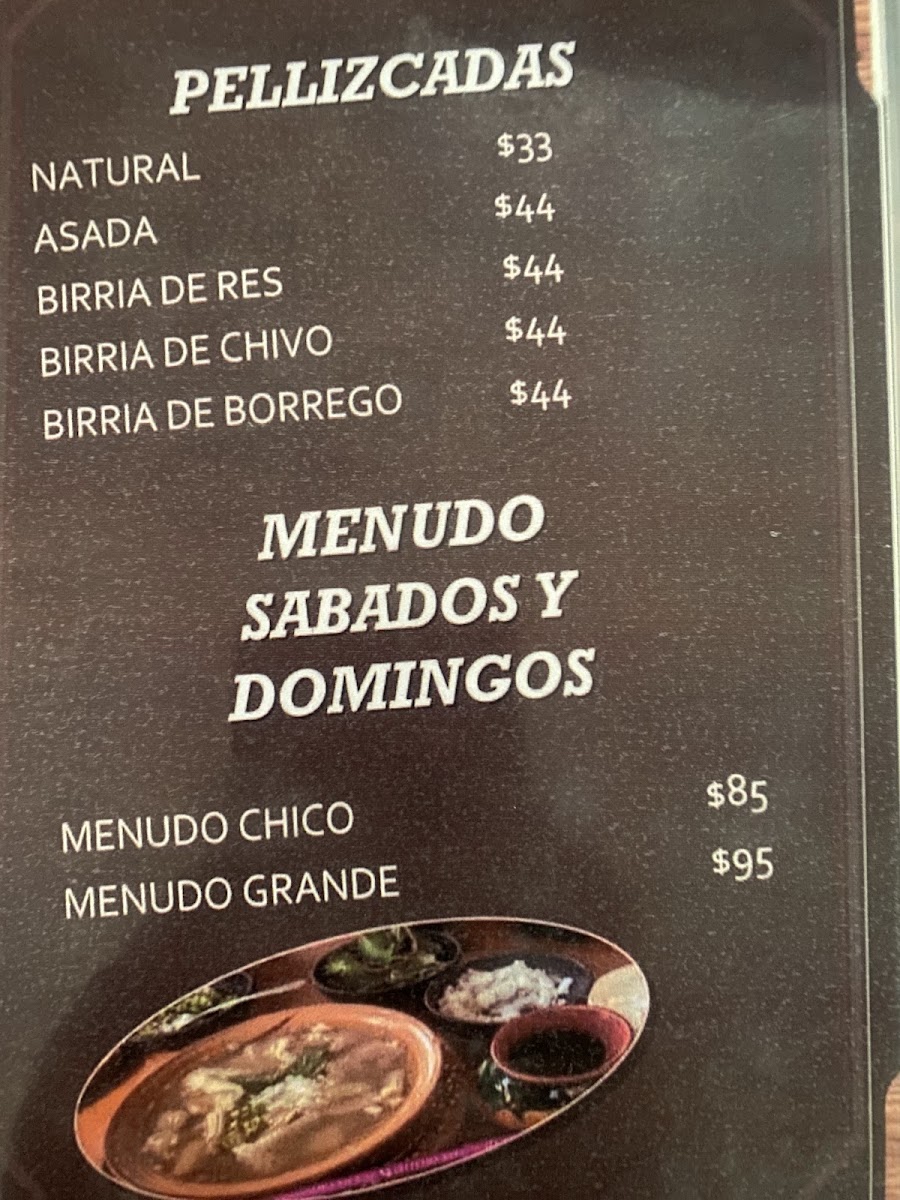 PELLIZCADAS
NATURAL $33
ASADA $44
BIRRIA DE RES $44
BIRRIA DE CHIVO $44
BIRRIA DE BORREGO $44
MENUDO
SABADOS Y
DOMINGOS
MENUDO CHICO $85
MENUDO GRANDE $95